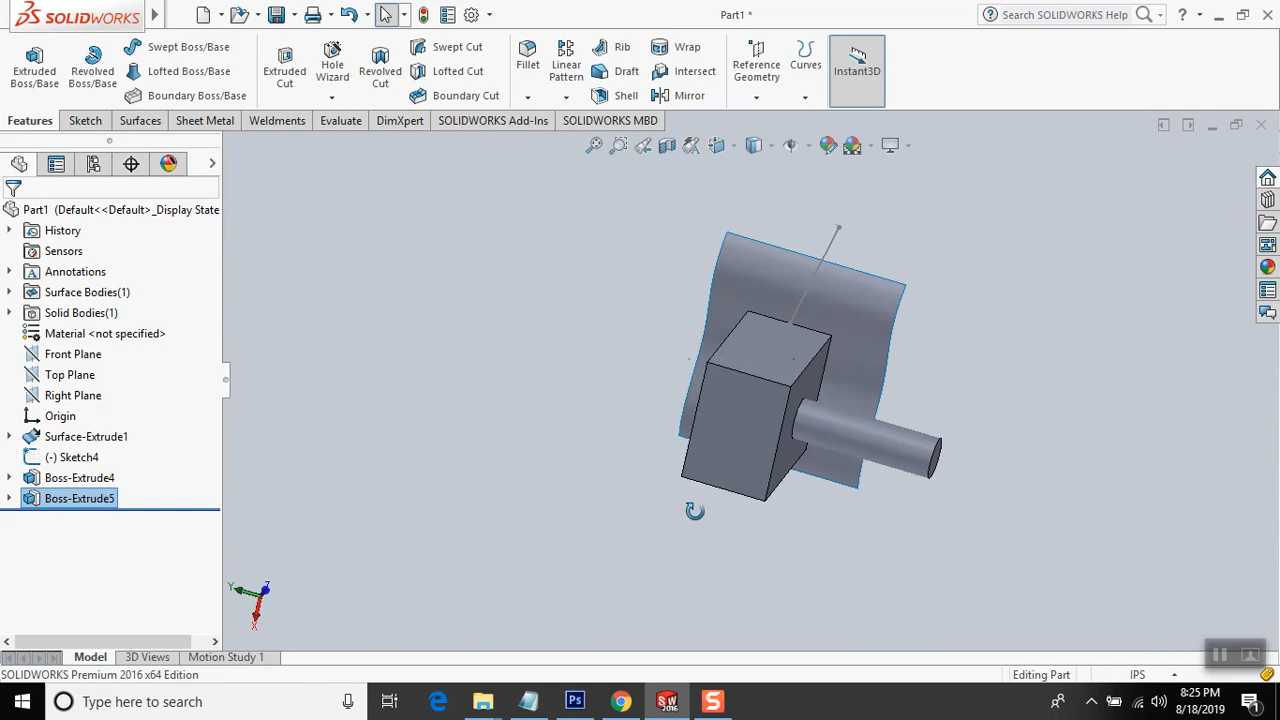 SOLIDWORKS
Part1 *
Search SOLIDWORKS Help
Extruded Boss/Base
Revolved Boss/Base
Swept Boss/Base
Lofted Boss/Base
Boundary Boss/Base
Extruded Cut
Hole Wizard
Revolved Cut
Swept Cut
Lofted Cut
Boundary Cut
Fillet
Linear Pattern
Rib
Draft
Shell
Wrap
Intersect
Mirror
Reference Geometry
Curves
Instant3D
Features
Sketch
Surfaces
Sheet Metal
Weldments
Evaluate
DimXpert
SOLIDWORKS Add-Ins
SOLIDWORKS MBD
Part1 (Default<<Default>_Display State
History
Sensors
Annotations
Surface Bodies(1)
Solid Bodies(1)
Material <not specified>
Front Plane
Top Plane
Right Plane
Origin
Surface-Extrude1
(-) Sketch4
Boss-Extrude4
Boss-Extrude5
Y
Z
X
Model
3D Views
Motion Study 1
SOLIDWORKS Premium 2016 x64 Edition
Editing Part
IPS
Type here to search
Ps
SW
2016
S
8:25 PM
8/18/2019
1